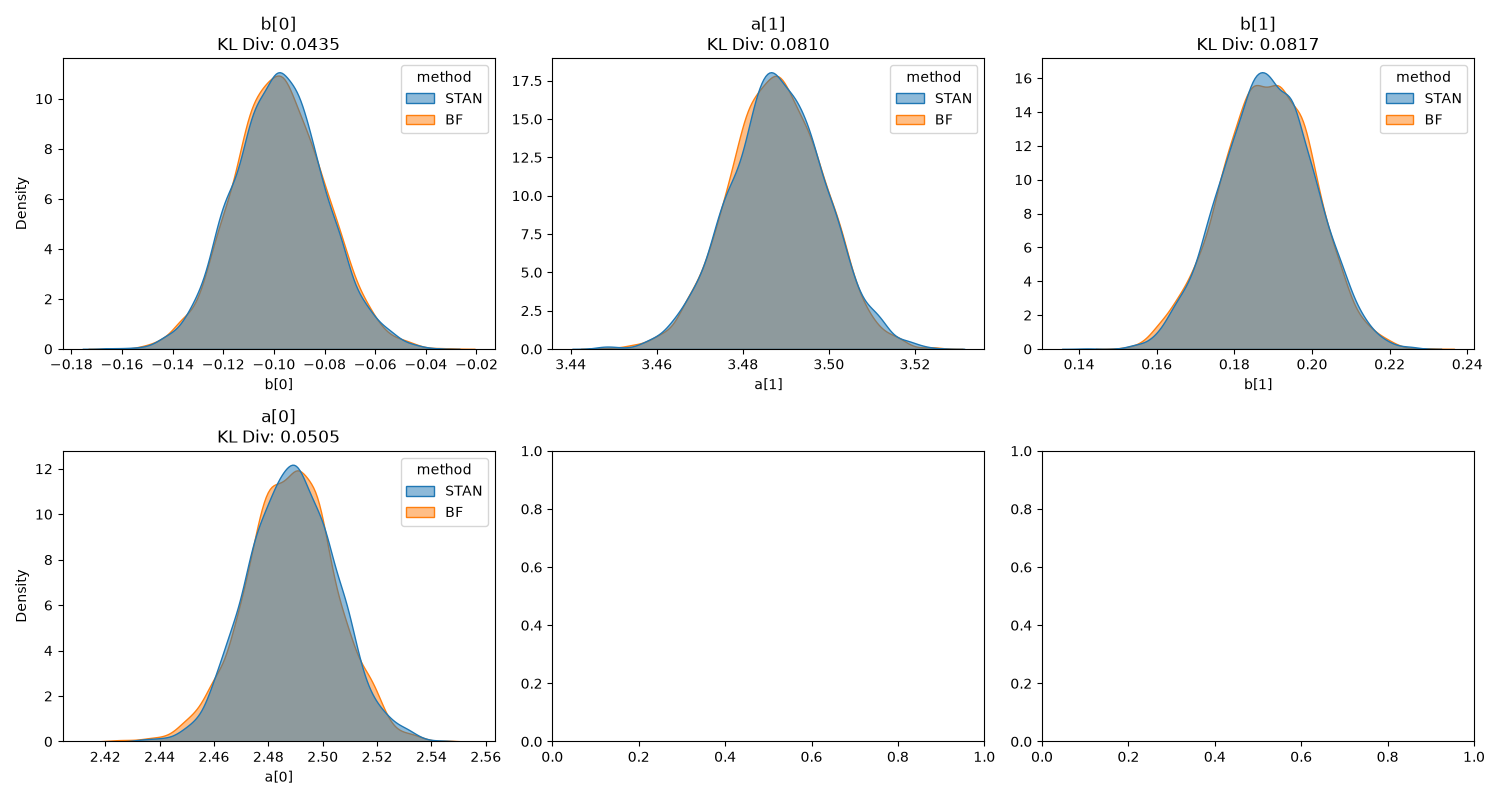 b[0]
KL Div: 0.0435
Density
10
8
6
4
2
0
−0.18 −0.16 −0.14 −0.12 −0.10 −0.08 −0.06 −0.04 −0.02
b[0]
method
STAN
BF
a[1]
KL Div: 0.0810
17.5
15.0
12.5
10.0
7.5
5.0
2.5
0.0
3.44 3.46 3.48 3.50 3.52
a[1]
method
STAN
BF
b[1]
KL Div: 0.0817
16
14
12
10
8
6
4
2
0
0.14 0.16 0.18 0.20 0.22 0.24
b[1]
method
STAN
BF
a[0]
KL Div: 0.0505
Density
12
10
8
6
4
2
0
2.42 2.44 2.46 2.48 2.50 2.52 2.54 2.56
a[0]
method
STAN
BF
1.0
0.8
0.6
0.4
0.2
0.0
0.0 0.2 0.4 0.6 0.8 1.0
1.0
0.8
0.6
0.4
0.2
0.0
0.0 0.2 0.4 0.6 0.8 1.0